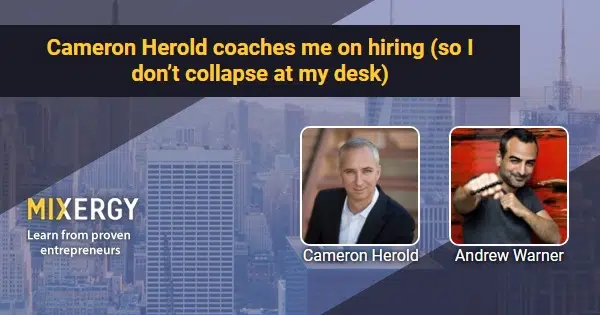 Cameron Herold coaches me on hiring (so I
don’t collapse at my desk)
MIXERGY
Learn from proven
entrepreneurs
Cameron Herold
Andrew Warner